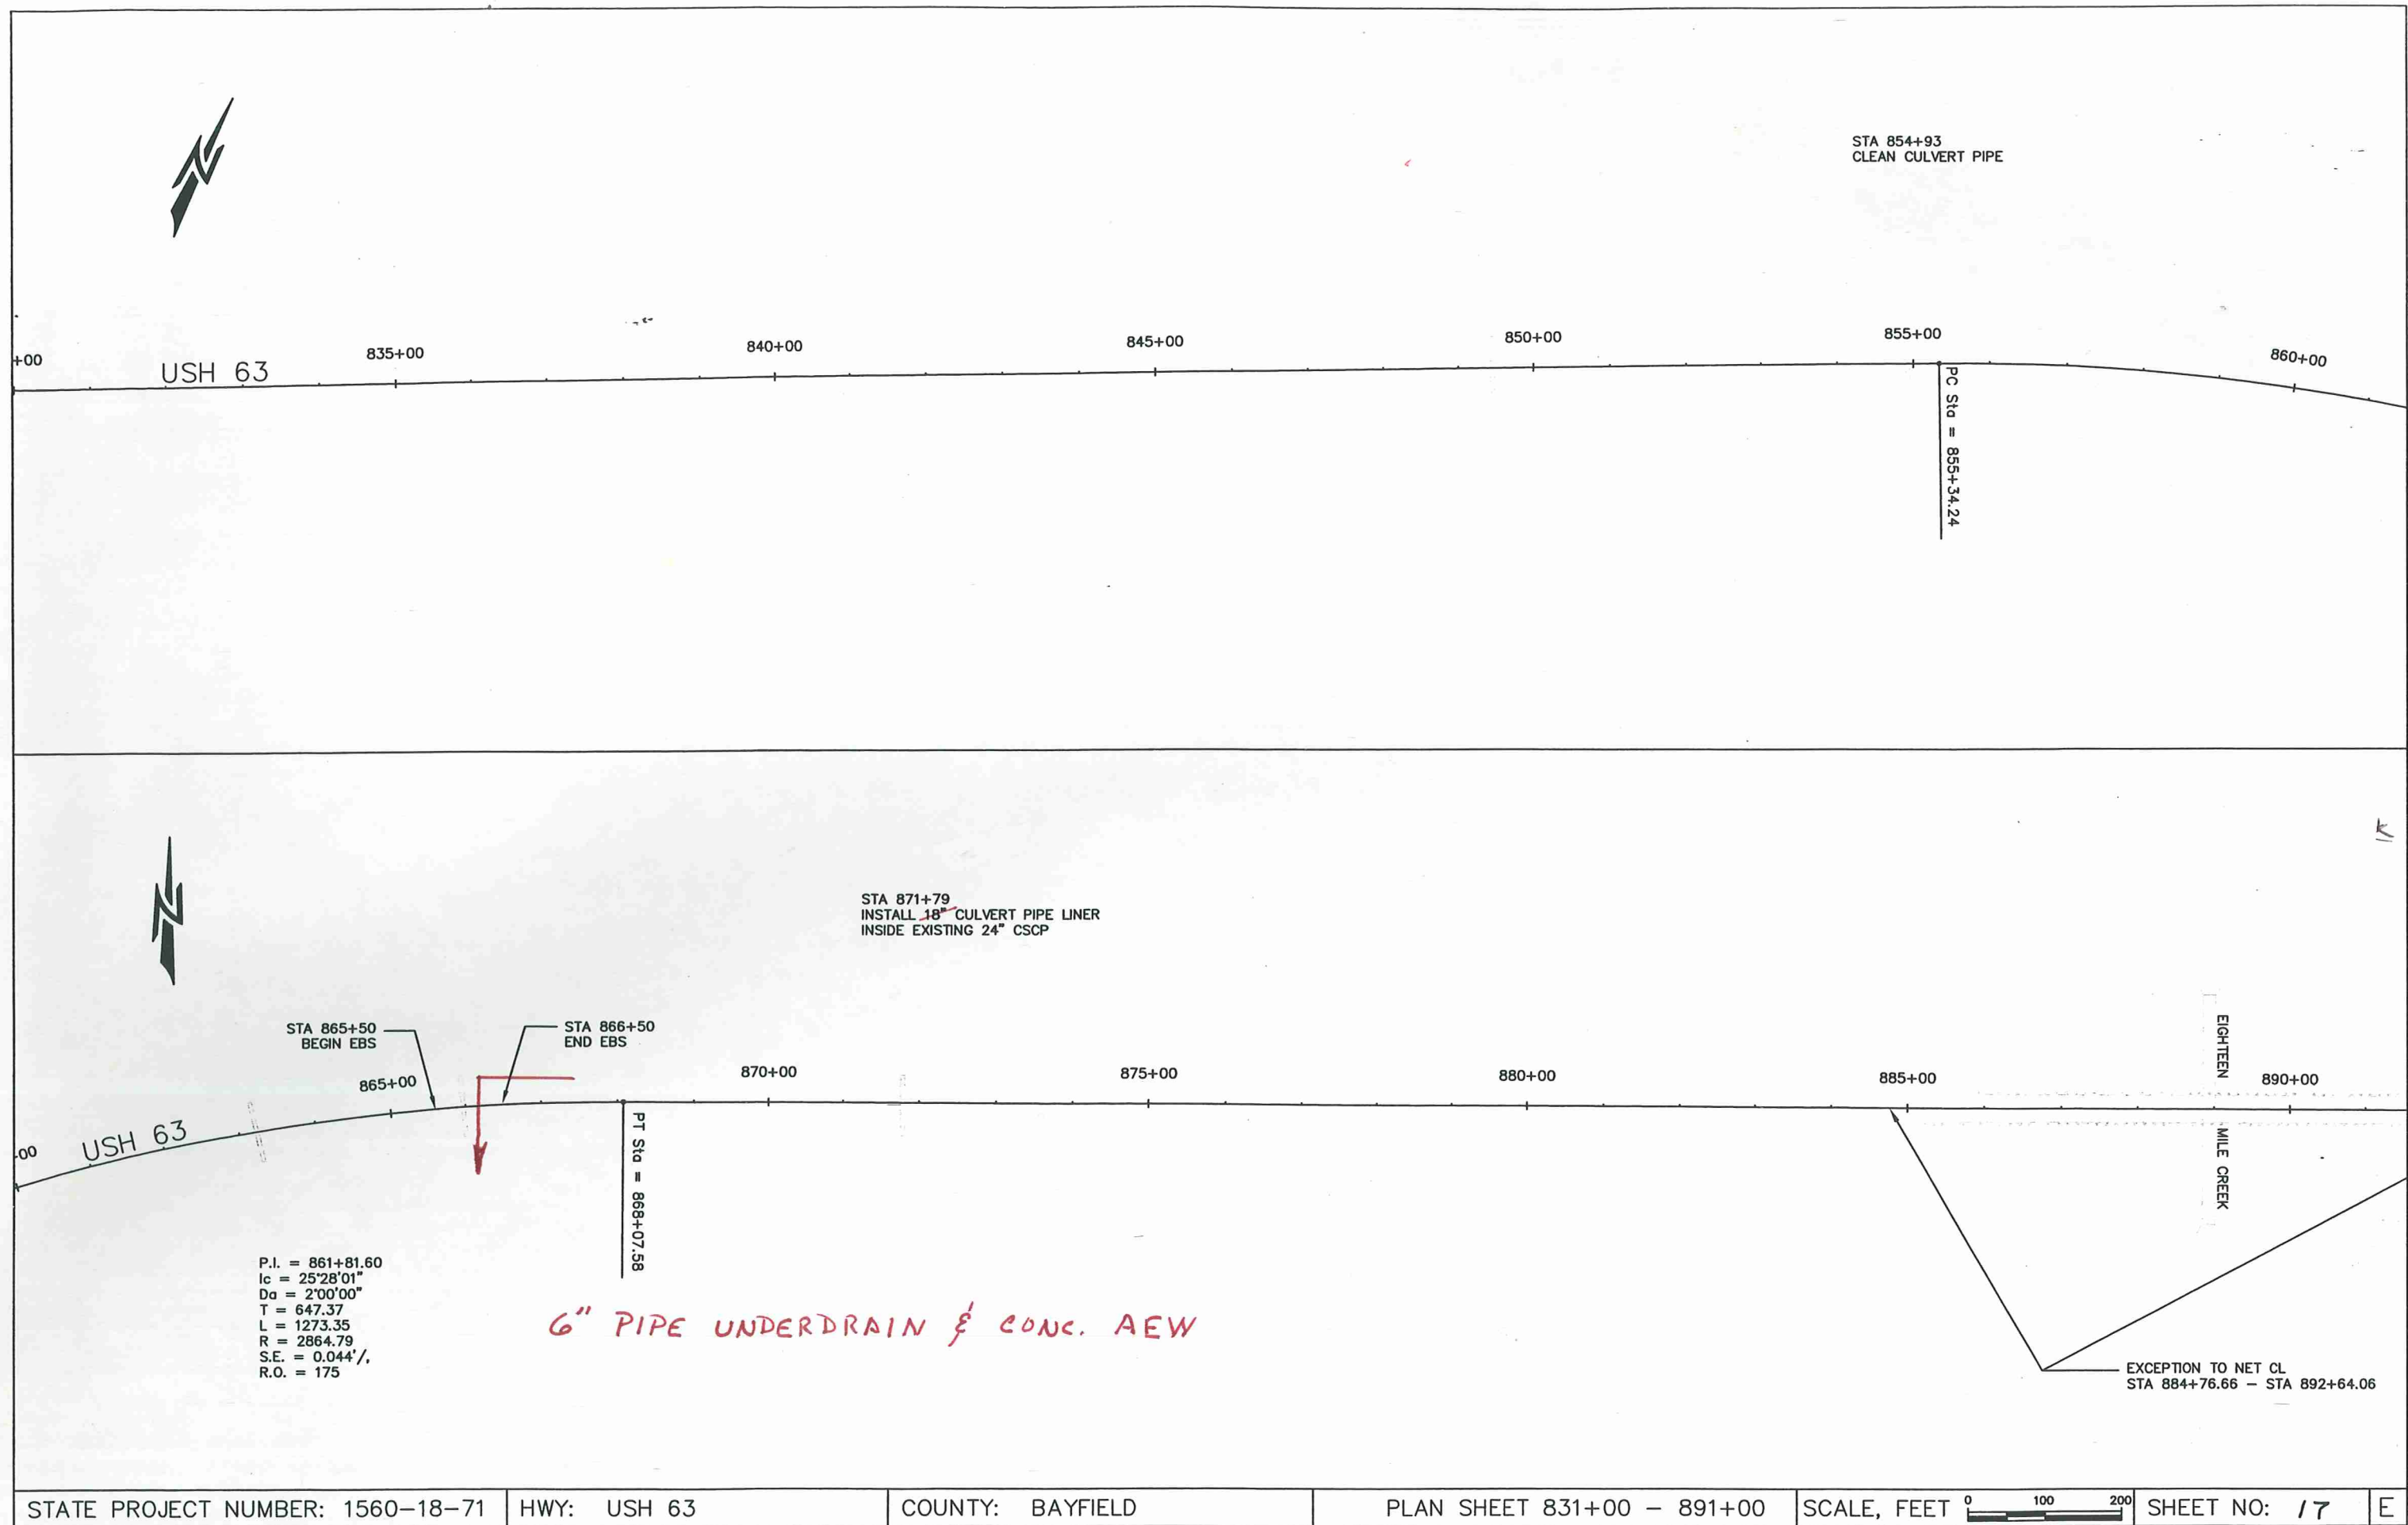 STA 854+93
CLEAN CULVERT PIPE
+00
USH 63
835+00
840+00
845+00
850+00
855+00
860+00
PC Sta = 855+34.24
STA 871+79
INSTALL 18" CULVERT PIPE LINER
INSIDE EXISTING 24" CSCP
STA 865+50
BEGIN EBS
STA 866+50
END EBS
00
USH 63
865+00
870+00
875+00
880+00
885+00
890+00
PT Sta = 868+07.58
EIGHTEEN
MILE CREEK
P.I. = 861+81.60
Ic = 25°28'01"
Da = 2°00'00"
T = 647.37
L = 1273.35
R = 2864.79
S.E. = 0.044'/,
R.O. = 175
6" PIPE UNDERDRAIN & CONC. AEW
EXCEPTION TO NET CL
STA 884+76.66 – STA 892+64.06
STATE PROJECT NUMBER: 1560–18–71 HWY: USH 63 COUNTY: BAYFIELD PLAN SHEET 831+00 – 891+00 SCALE, FEET 0 100 200 SHEET NO: 17 E